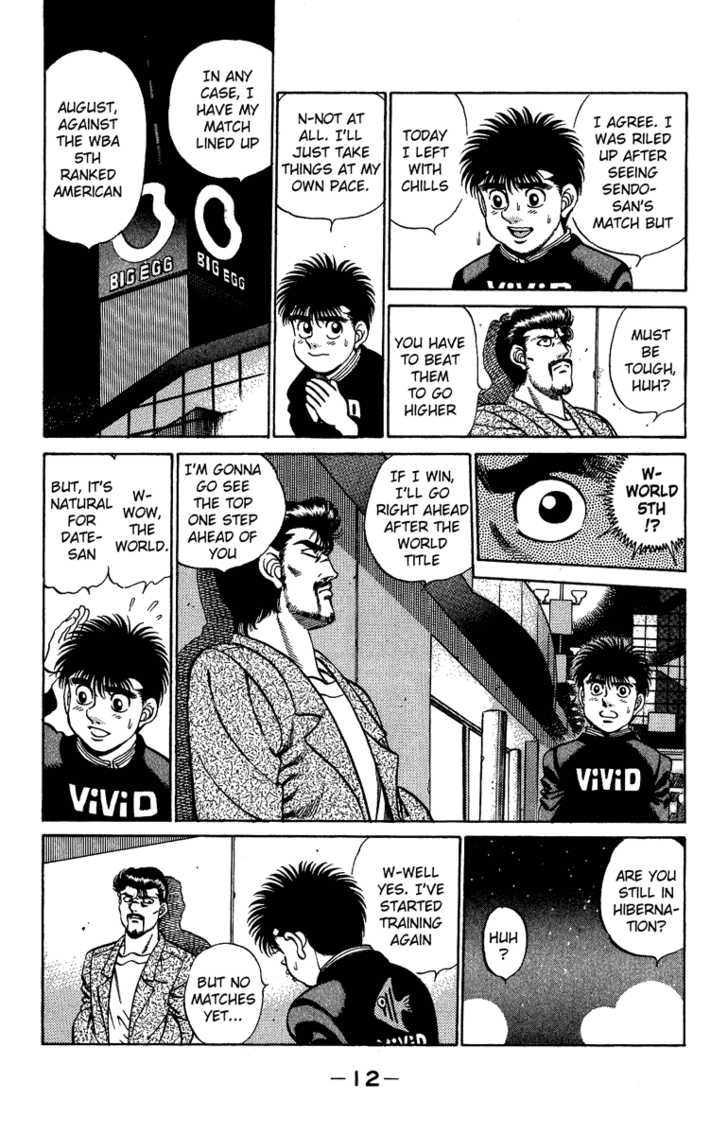 I AGREE. I
WAS RILED
UP AFTER
SEEING
SENDO-
SAN'S
MATCH BUT
TODAY
I LEFT
WITH
CHILLS
ViViD
MUST
BE
TOUGH,
HUH?
YOU HAVE
TO BEAT
THEM
TO GO
HIGHER
N-NOT AT
ALL. I'LL
JUST TAKE
THINGS AT MY
OWN PACE.
D
IN ANY
CASE, I
HAVE MY
MATCH
LINED UP
AUGUST,
AGAINST
THE WBA
5TH
RANKED
AMERICAN
BIG EGG
BIG EGG
W-
WORLD
5TH
!?
IF I WIN,
I'LL GO
RIGHT AHEAD
AFTER THE
WORLD
TITLE
I'M GONNA
GO SEE
THE TOP
ONE STEP
AHEAD OF
YOU
ViViD
W-
WOW,
THE
WORLD.
BUT, IT'S
NATURAL
FOR
DATE-
SAN
ViViD
ARE YOU
STILL IN
HIBERNA-
TION?
HUH
?
W-WELL
YES. I'VE
STARTED
TRAINING
AGAIN
BUT NO
MATCHES
YET...
ViViD
-12-